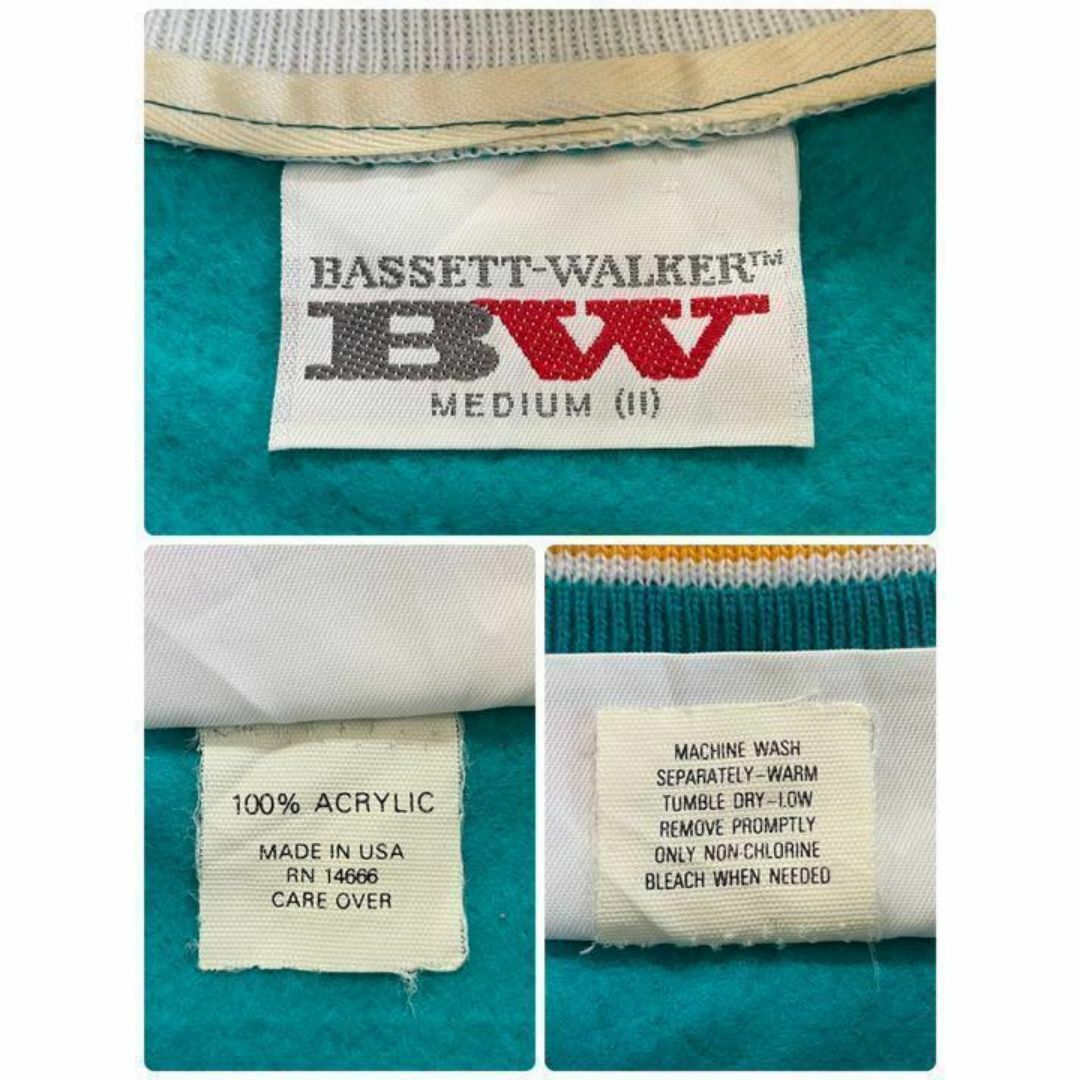 BASSETT-WALKER™
BW
MEDIUM (II)
100% ACRYLIC
MADE IN USA
RN 14666
CARE OVER
MACHINE WASH
SEPARATELY-WARM
TUMBLE DRY-LOW
REMOVE PROMPTLY
ONLY NON-CHLORINE
BLEACH WHEN NEEDED